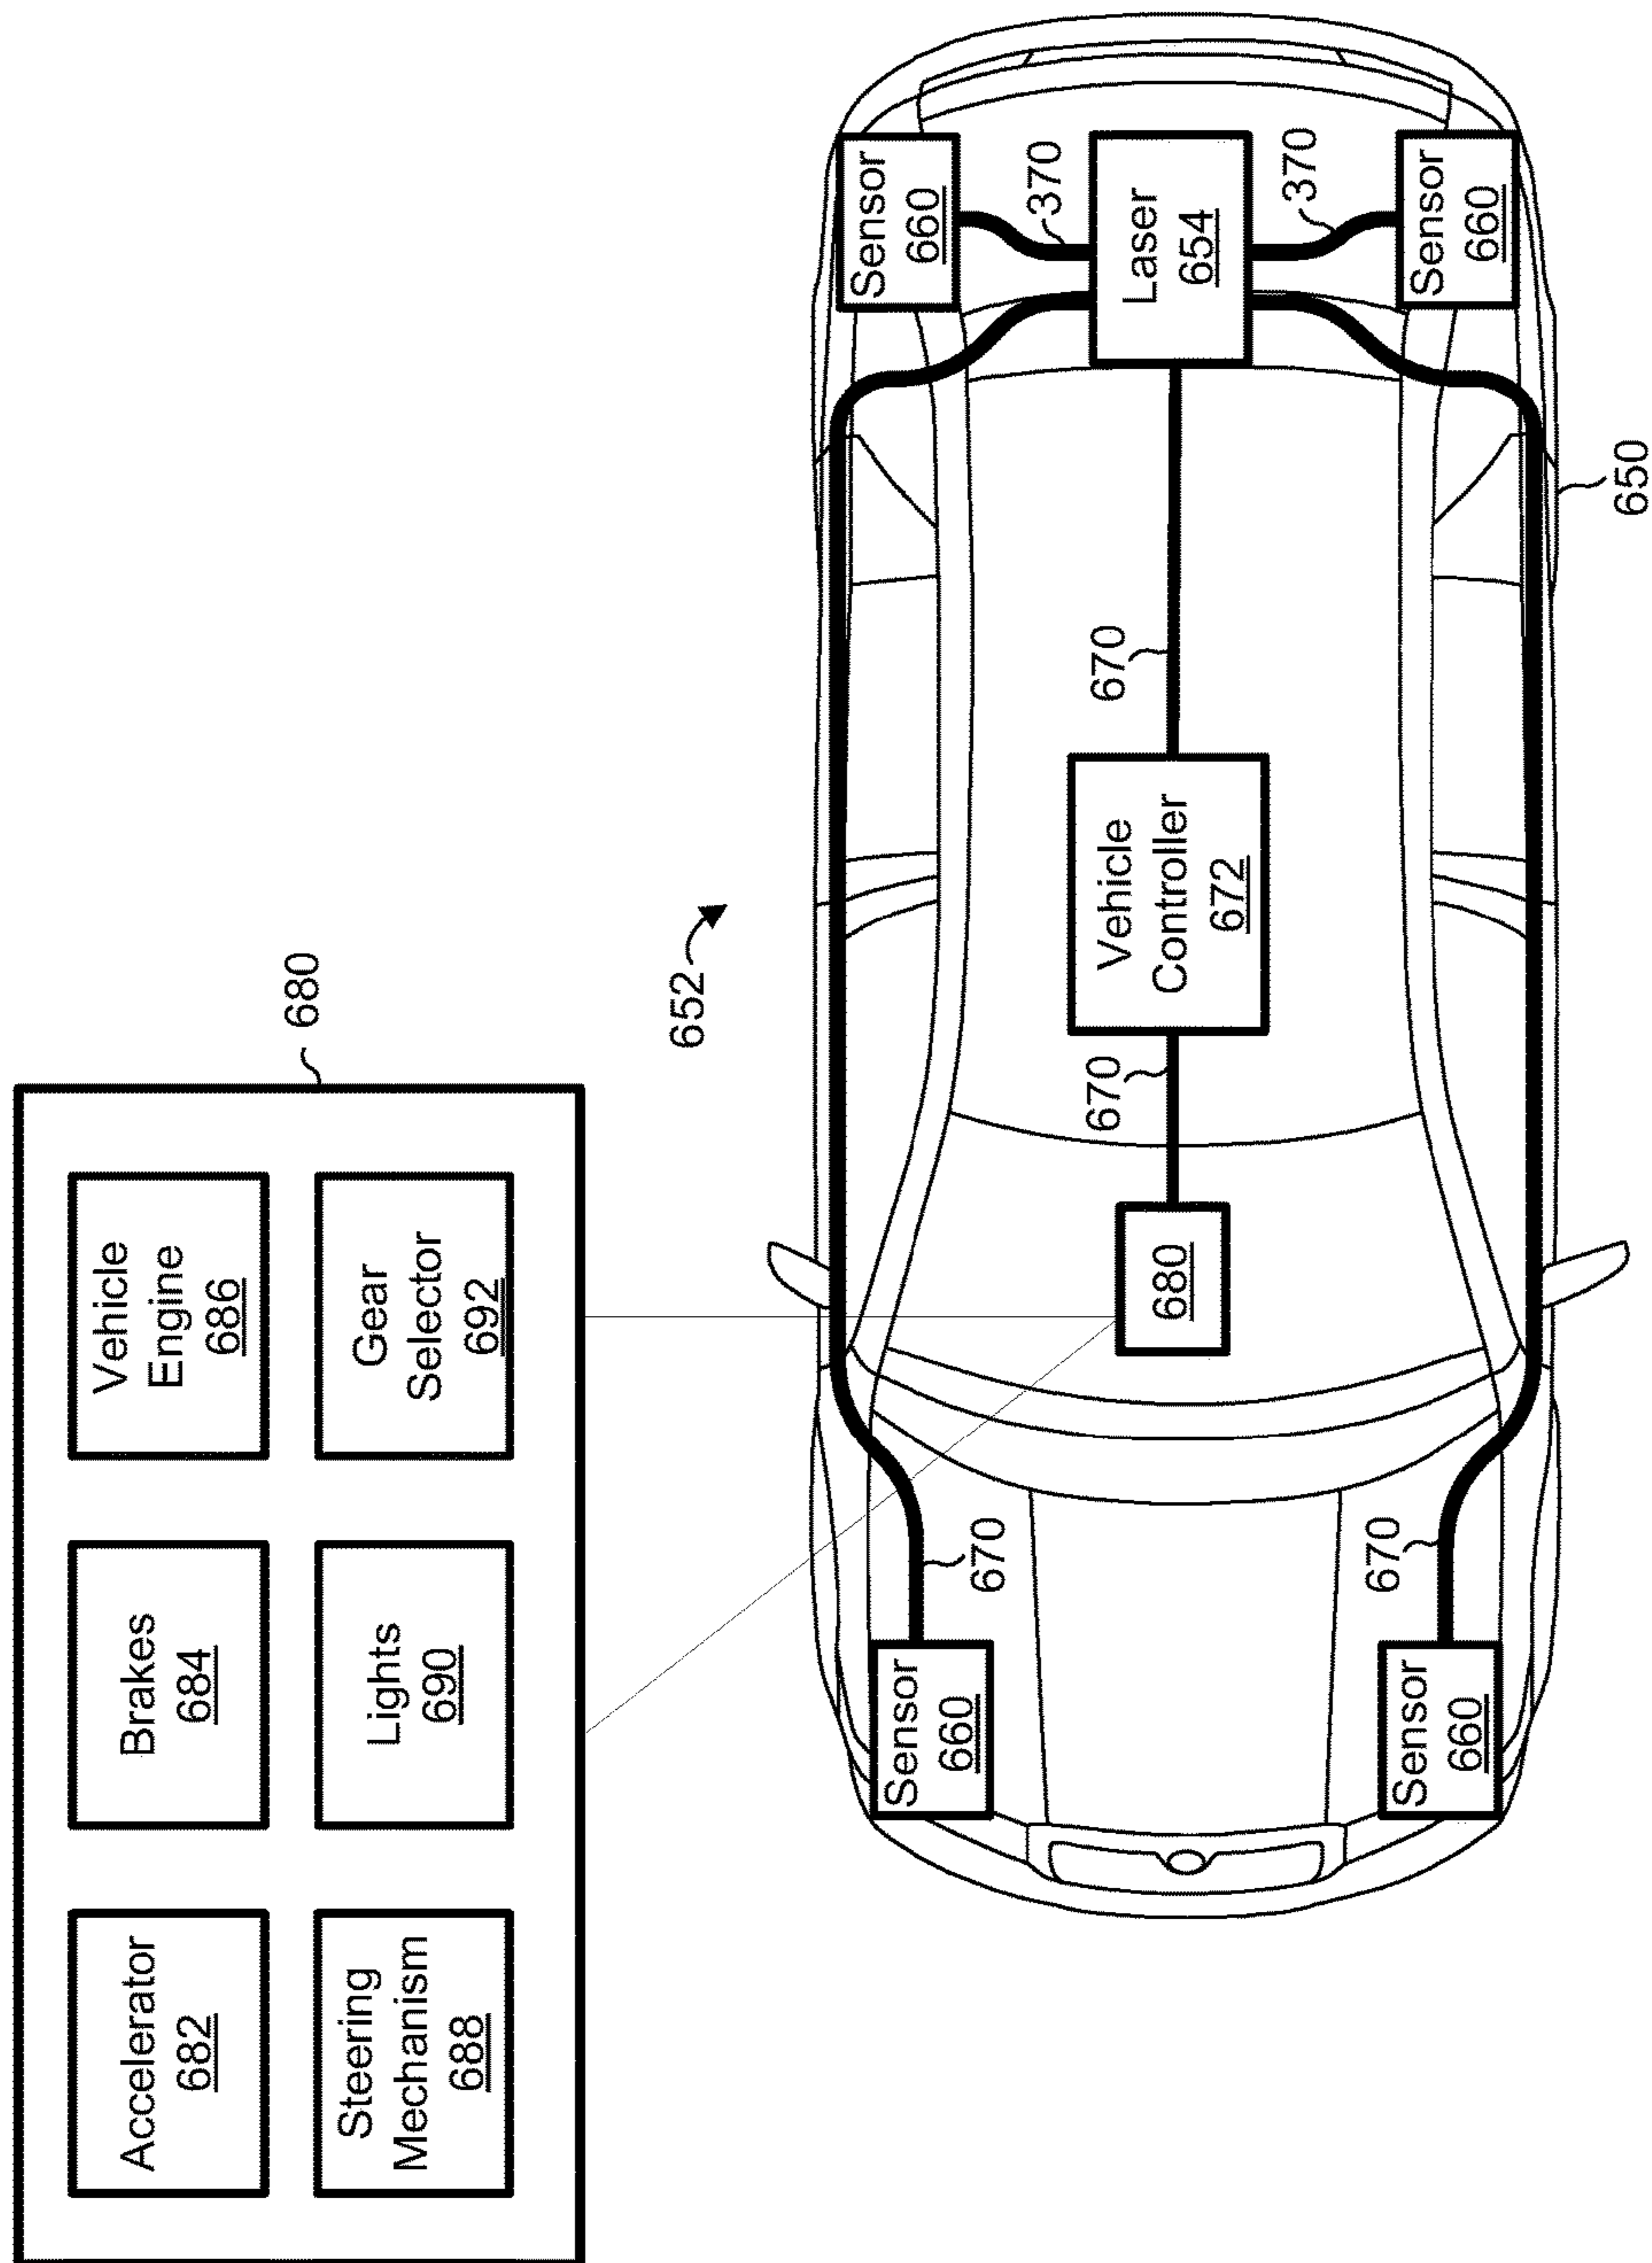 680
Accelerator
682
Brakes
684
Vehicle
Engine
686
Steering
Mechanism
688
Lights
690
Gear
Selector
692
652
Sensor
660
670
680
670
Vehicle
Controller
672
670
Sensor
660
370
Laser
654
370
Sensor
660
670
Sensor
660
650